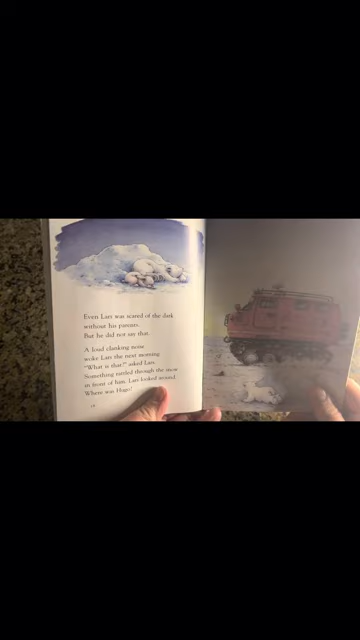 Even Lars was scared of the dark
without his parents.
But he did not say that.
A loud clanking noise
woke Lars the next morning.
"What is that?" asked Lars.
Something rattled through the snow
in front of him. Lars looked around.
Where was Hugo?